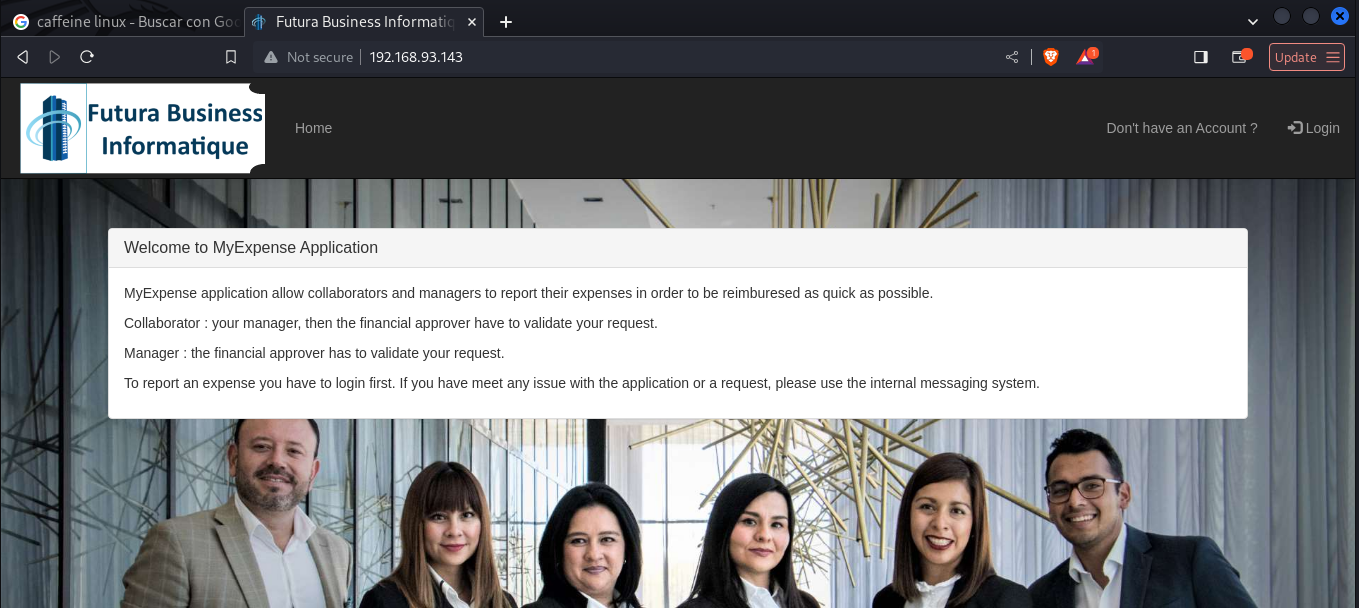 caffeine linux - Buscar con Goo
Futura Business Informatiq
Not secure 192.168.93.143
1
Update
Futura Business
Informatique
Home
Don't have an Account ?
Login
Welcome to MyExpense Application
MyExpense application allow collaborators and managers to report their expenses in order to be reimburesed as quick as possible.
Collaborator : your manager, then the financial approver have to validate your request.
Manager : the financial approver has to validate your request.
To report an expense you have to login first. If you have meet any issue with the application or a request, please use the internal messaging system.